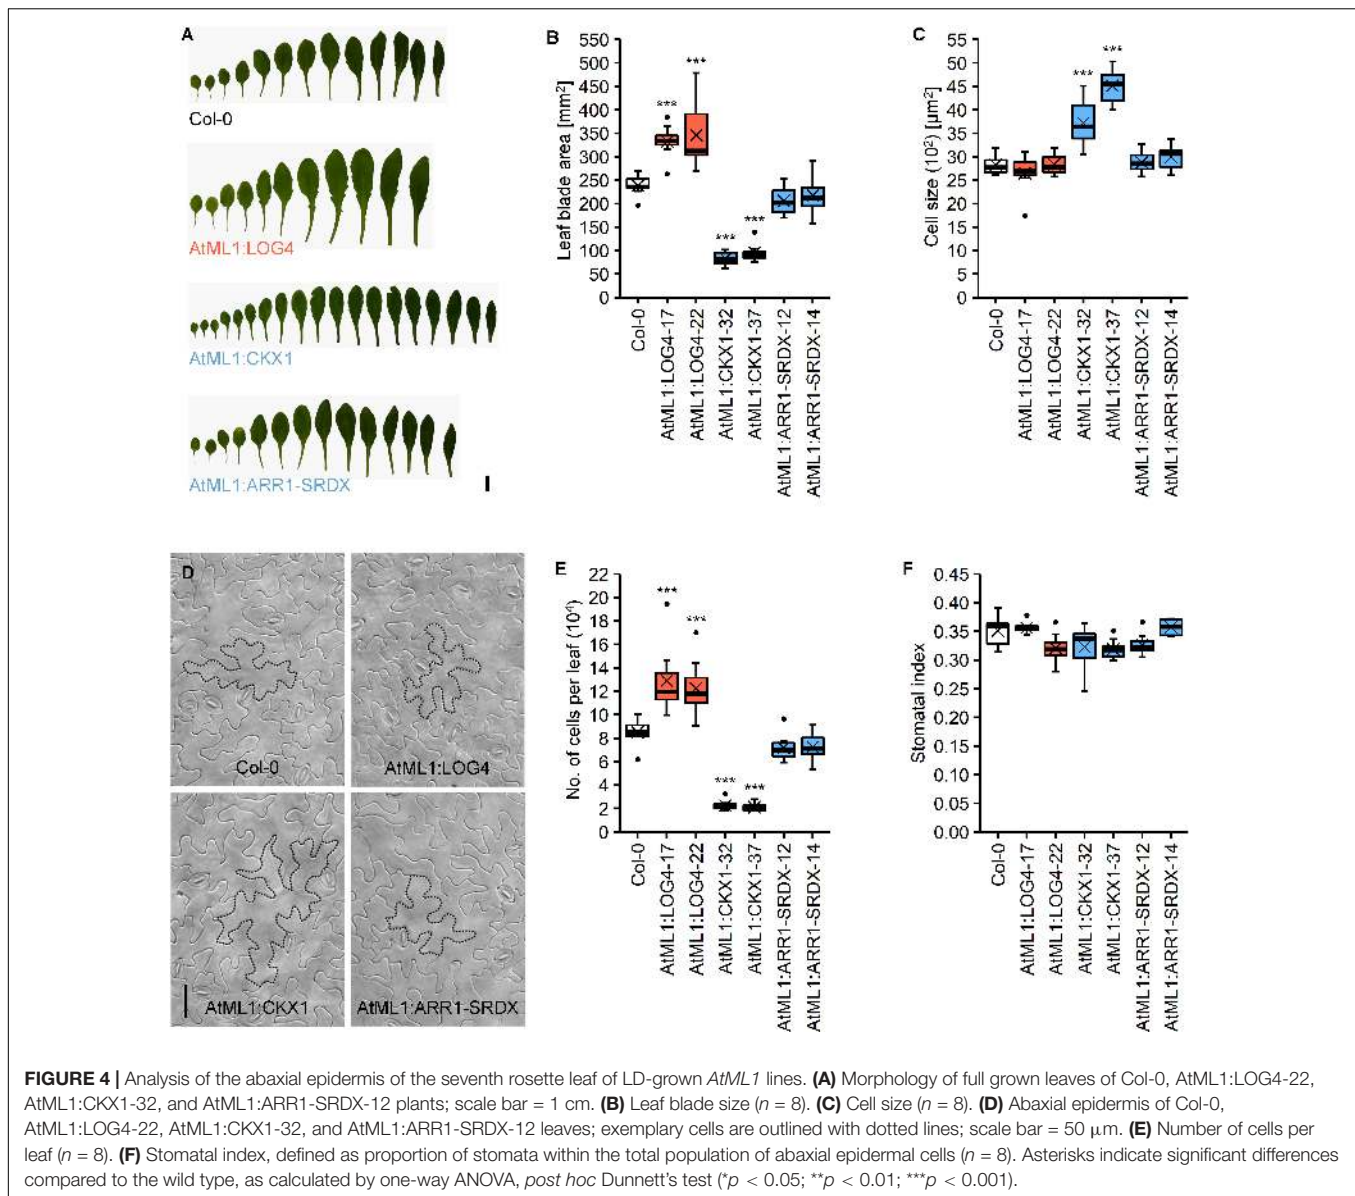 A
Col-0
AtML1:LOG4
AtML1:CKX1
AtML1:ARR1-SRDX
B
Leaf blade area [mm²]
550
500
450
400
350
300
250
200
150
100
50
0
***
***
***
***
Col-0
AtML1:LOG4-17
AtML1:LOG4-22
AtML1:CKX1-32
AtML1:CKX1-37
AtML1:ARR1-SRDX-12
AtML1:ARR1-SRDX-14
C
Cell size (10²) [µm²]
55
50
45
40
35
30
25
20
15
10
5
0
***
***
Col-0
AtML1:LOG4-17
AtML1:LOG4-22
AtML1:CKX1-32
AtML1:CKX1-37
AtML1:ARR1-SRDX-12
AtML1:ARR1-SRDX-14
D
Col-0
AtML1:LOG4
AtML1:CKX1
AtML1:ARR1-SRDX
E
No. of cells per leaf (10⁴)
22
20
18
16
14
12
10
8
6
4
2
0
***
***
***
***
Col-0
AtML1:LOG4-17
AtML1:LOG4-22
AtML1:CKX1-32
AtML1:CKX1-37
AtML1:ARR1-SRDX-12
AtML1:ARR1-SRDX-14
F
Stomatal index
0.45
0.40
0.35
0.30
0.25
0.20
0.15
0.10
0.05
0.00
Col-0
AtML1:LOG4-17
AtML1:LOG4-22
AtML1:CKX1-32
AtML1:CKX1-37
AtML1:ARR1-SRDX-12
AtML1:ARR1-SRDX-14
FIGURE 4 | Analysis of the abaxial epidermis of the seventh rosette leaf of LD-grown AtML1 lines. (A) Morphology of full grown leaves of Col-0, AtML1:LOG4-22,
AtML1:CKX1-32, and AtML1:ARR1-SRDX-12 plants; scale bar = 1 cm. (B) Leaf blade size (n = 8). (C) Cell size (n = 8). (D) Abaxial epidermis of Col-0,
AtML1:LOG4-22, AtML1:CKX1-32, and AtML1:ARR1-SRDX-12 leaves; exemplary cells are outlined with dotted lines; scale bar = 50 µm. (E) Number of cells per
leaf (n = 8). (F) Stomatal index, defined as proportion of stomata within the total population of abaxial epidermal cells (n = 8). Asterisks indicate significant differences
compared to the wild type, as calculated by one-way ANOVA, post hoc Dunnett's test (*p < 0.05; **p < 0.01; ***p < 0.001).